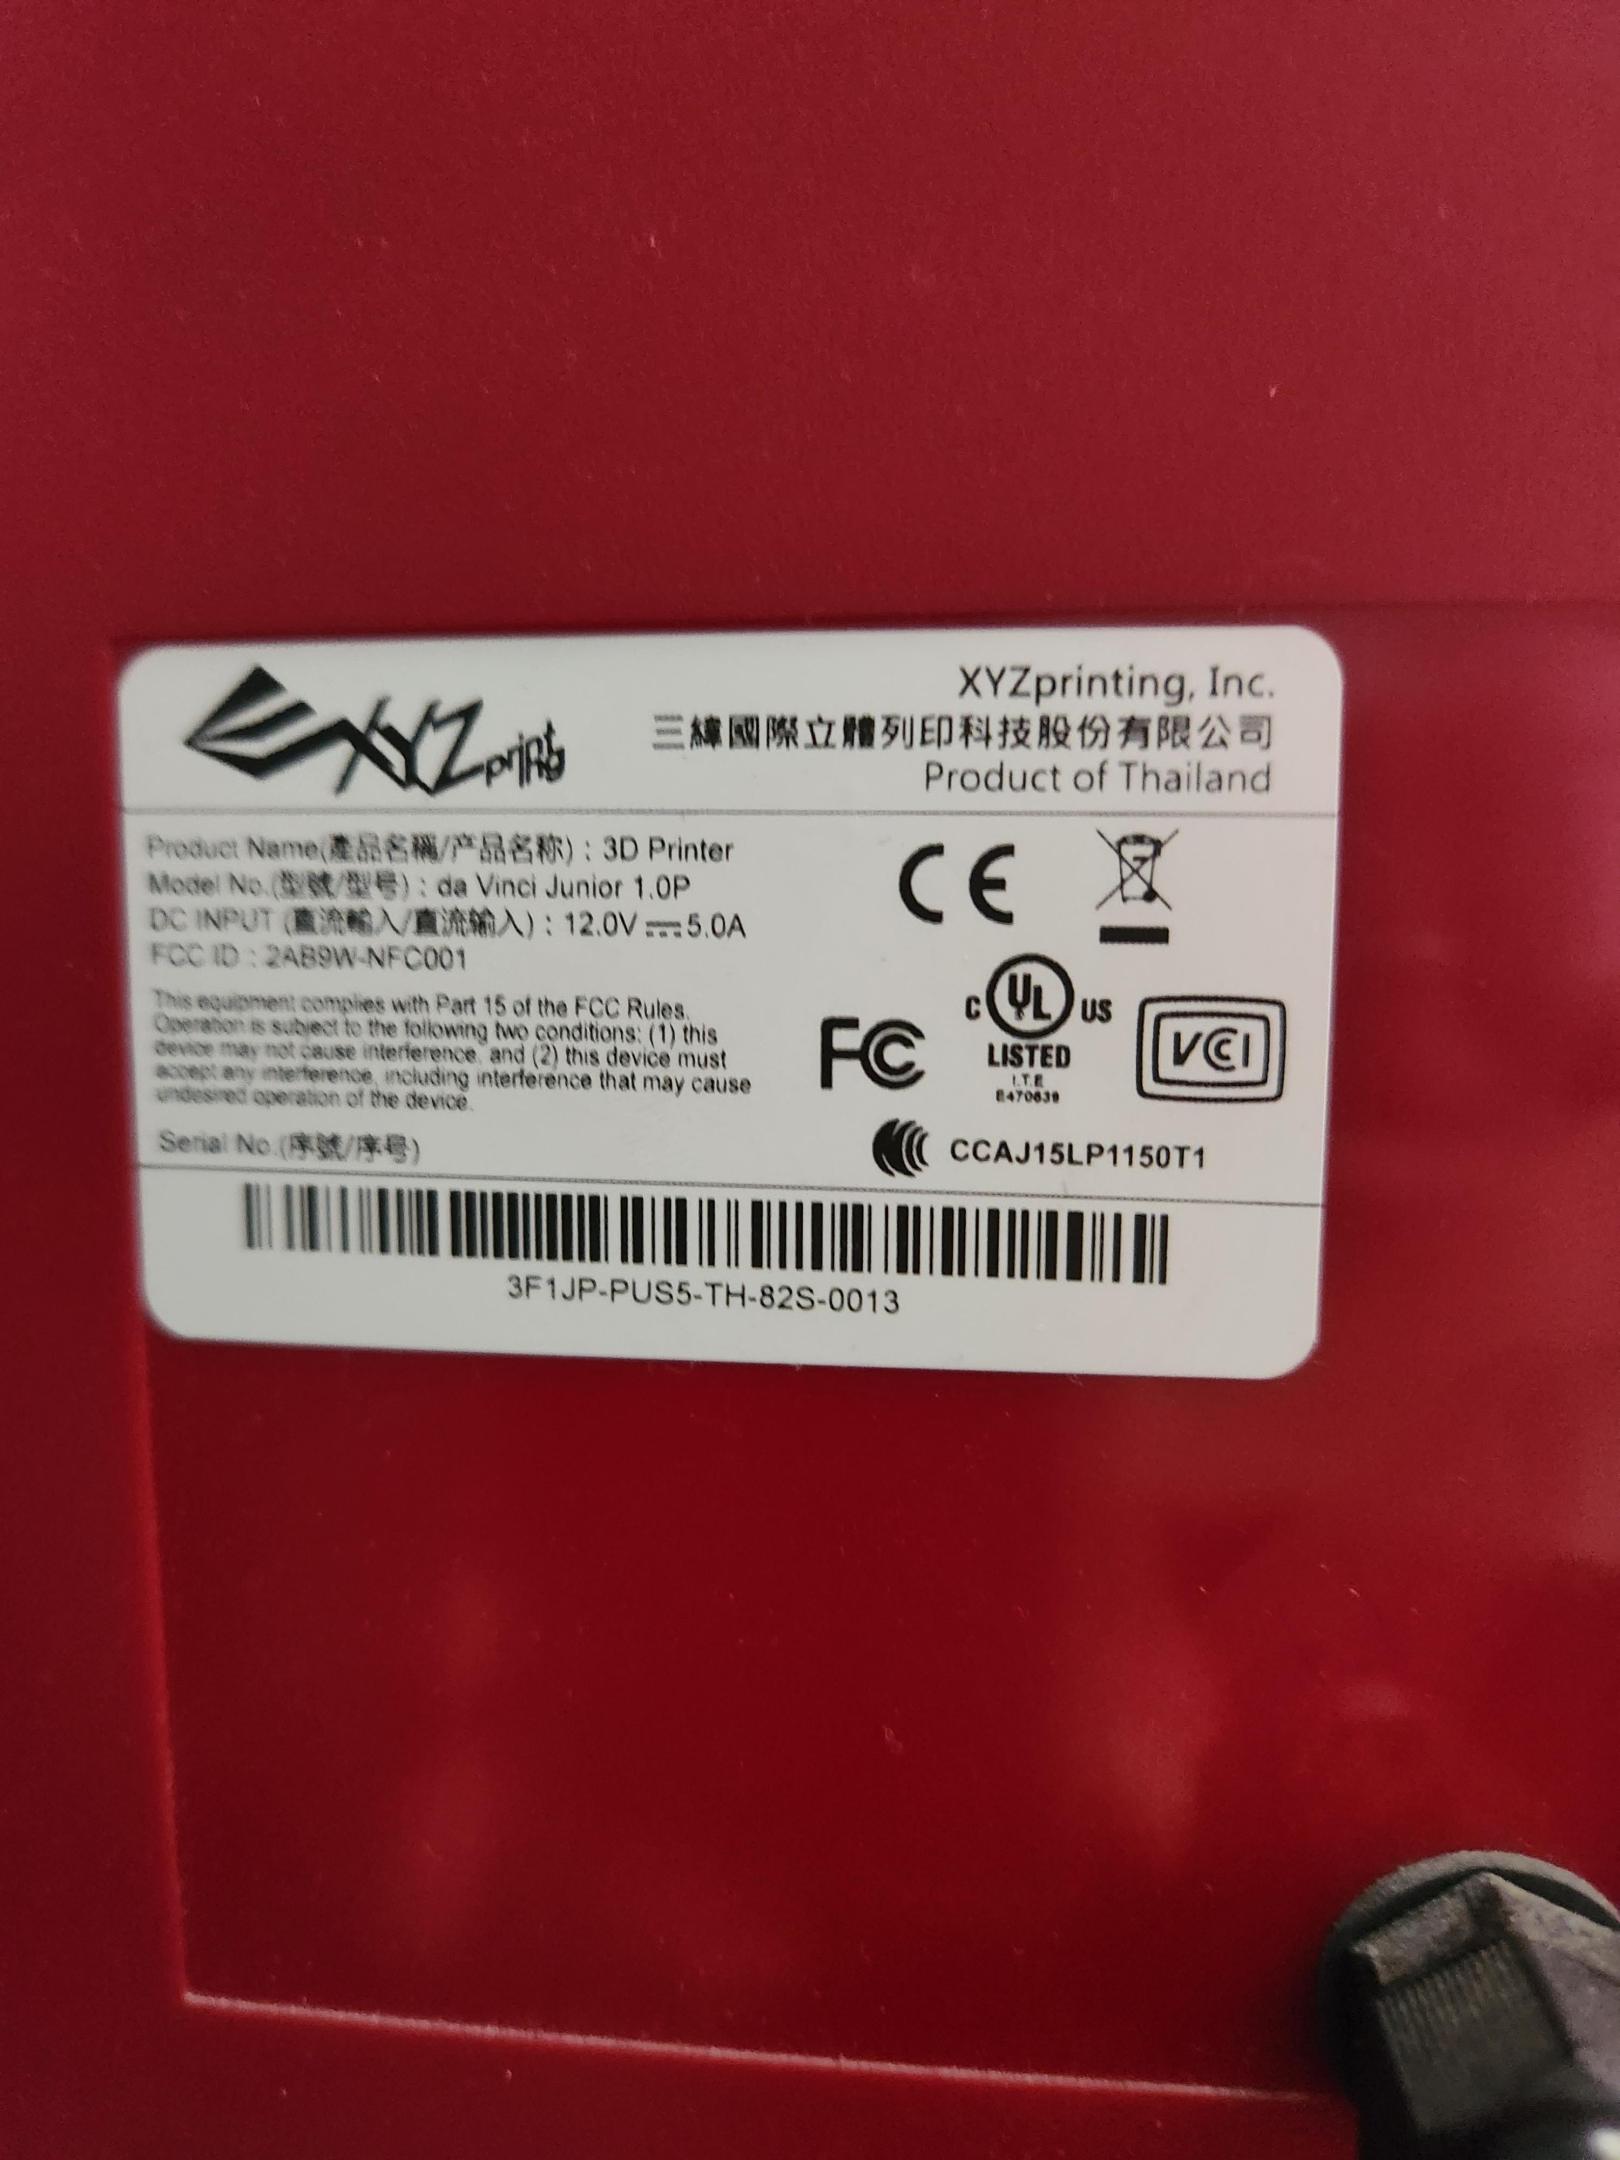 XYZprinting
XYZprinting, Inc.
三緯國際立體列印科技股份有限公司
Product of Thailand
Product Name(產品名稱/产品名称) : 3D Printer
Model No.(型號/型号) : da Vinci Junior 1.0P
DC INPUT (直流輸入/直流输入) : 12.0V ⎓ 5.0A
FCC ID : 2AB9W-NFC001
This equipment complies with Part 15 of the FCC Rules.
Operation is subject to the following two conditions: (1) this
device may not cause interference, and (2) this device must
accept any interference, including interference that may cause
undesired operation of the device.
Serial No.(序號/序号)
CE
FC
C UL US
LISTED
I.T.E
E470639
VCI
CCAJ15LP1150T1
3F1JP-PUS5-TH-82S-0013